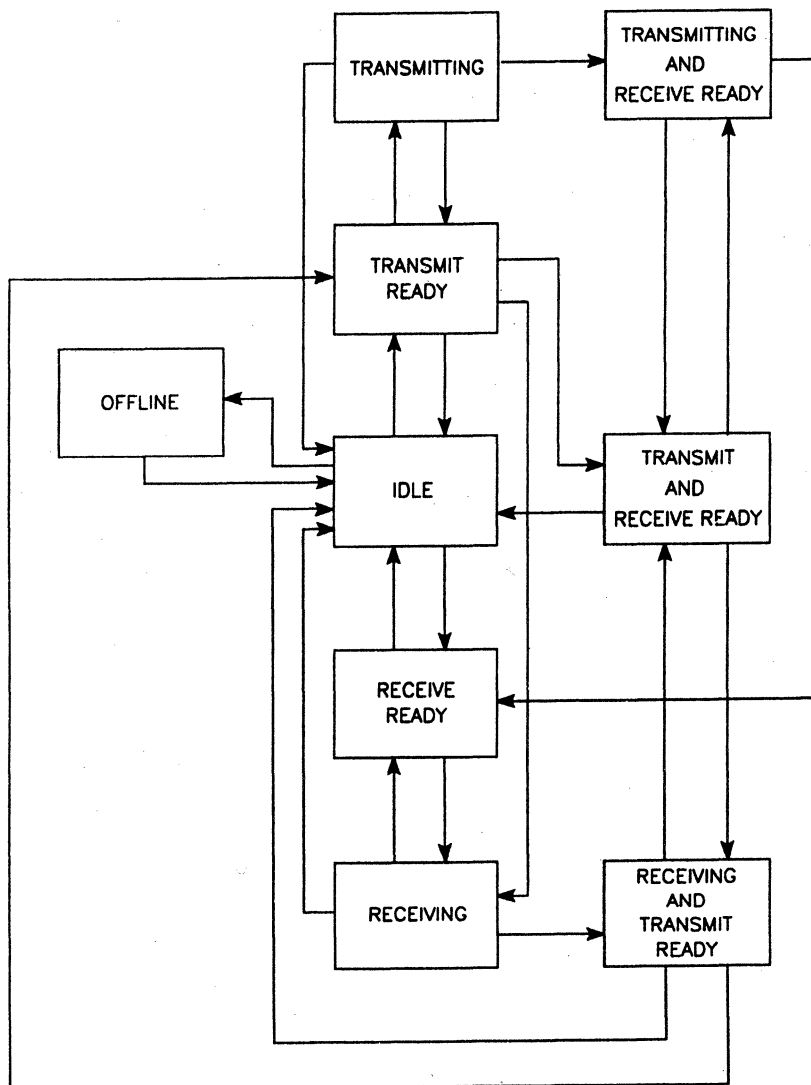 TRANSMITTING
TRANSMITTING
AND
RECEIVE READY
TRANSMIT
READY
OFFLINE
IDLE
TRANSMIT
AND
RECEIVE READY
RECEIVE
READY
RECEIVING
RECEIVING
AND
TRANSMIT
READY